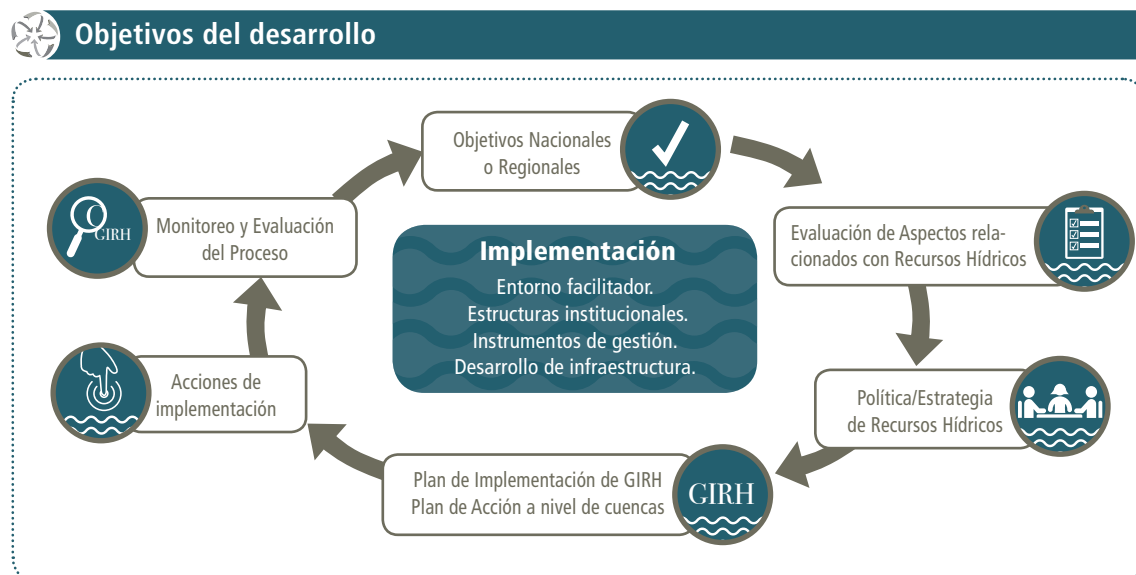 Objetivos del desarrollo
Objetivos Nacionales
o Regionales
Evaluación de Aspectos rela-
cionados con Recursos Hídricos
Política/Estrategia
de Recursos Hídricos
Plan de Implementación de GIRH
Plan de Acción a nivel de cuencas
GIRH
Acciones de
implementación
Monitoreo y Evaluación
del Proceso
GIRH
Implementación
Entorno facilitador.
Estructuras institucionales.
Instrumentos de gestión.
Desarrollo de infraestructura.